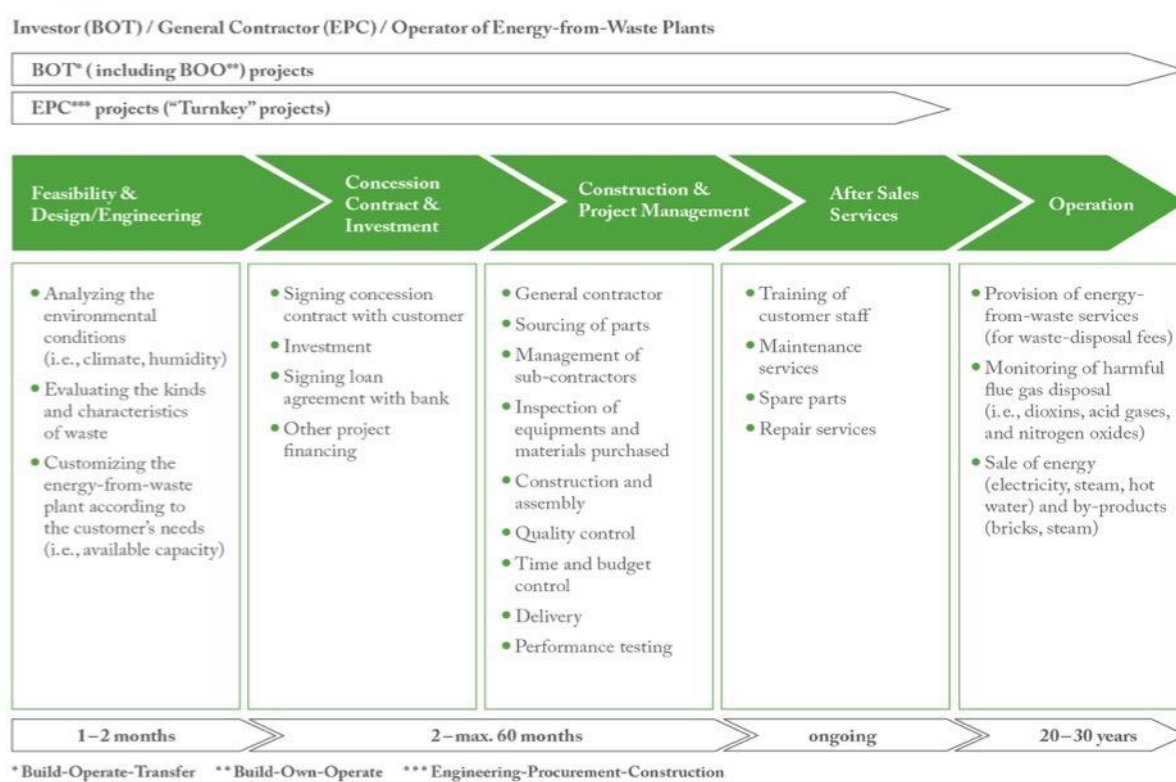 Investor (BOT) / General Contractor (EPC) / Operator of Energy-from-Waste Plants
BOT* ( including BOO**) projects
EPC*** projects (“Turnkey” projects)
Feasibility &
Design/Engineering
Concession
Contract &
Investment
Construction &
Project Management
After Sales
Services
Operation
• Analyzing the
environmental
conditions
(i.e., climate, humidity)
• Evaluating the kinds
and characteristics
of waste
• Customizing the
energy-from-waste
plant according to
the customer’s needs
(i.e., available capacity)
• Signing concession
contract with customer
• Investment
• Signing loan
agreement with bank
• Other project
financing
• General contractor
• Sourcing of parts
• Management of
sub-contractors
• Inspection of
equipments and
materials purchased
• Construction and
assembly
• Quality control
• Time and budget
control
• Delivery
• Performance testing
• Training of
customer staff
• Maintenance
services
• Spare parts
• Repair services
• Provision of energy-
from-waste services
(for waste-disposal fees)
• Monitoring of harmful
flue gas disposal
(i.e., dioxins, acid gases,
and nitrogen oxides)
• Sale of energy
(electricity, steam, hot
water) and by-products
(bricks, steam)
1–2 months
2–max. 60 months
ongoing
20–30 years
* Build-Operate-Transfer ** Build-Own-Operate *** Engineering-Procurement-Construction